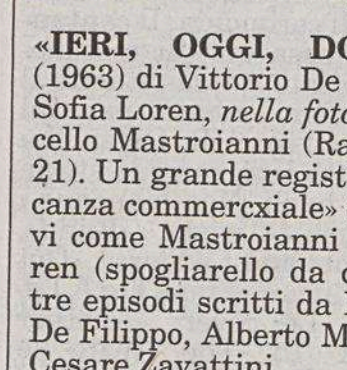 «IERI, OGGI, DO
(1963) di Vittorio De
Sofia Loren, nella foto
cello Mastroianni (Ra
21). Un grande regist
canza commercxiale»
vi come Mastroianni
ren (spogliarello da
tre episodi scritti da
De Filippo, Alberto M
Cesare Zavattini